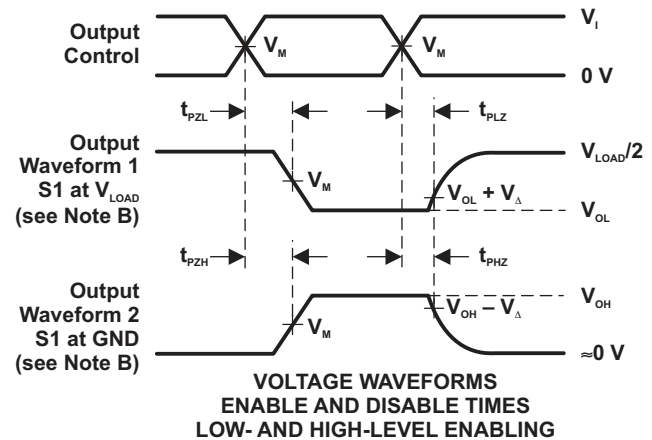 Output
Control
V_M
V_M
V_I
0 V
t_PZL
t_PLZ
Output
Waveform 1
S1 at V_LOAD
(see Note B)
V_M
V_OL + V_Δ
V_LOAD/2
V_OL
t_PZH
t_PHZ
Output
Waveform 2
S1 at GND
(see Note B)
V_M
V_OH – V_Δ
V_OH
≈0 V
VOLTAGE WAVEFORMS
ENABLE AND DISABLE TIMES
LOW- AND HIGH-LEVEL ENABLING